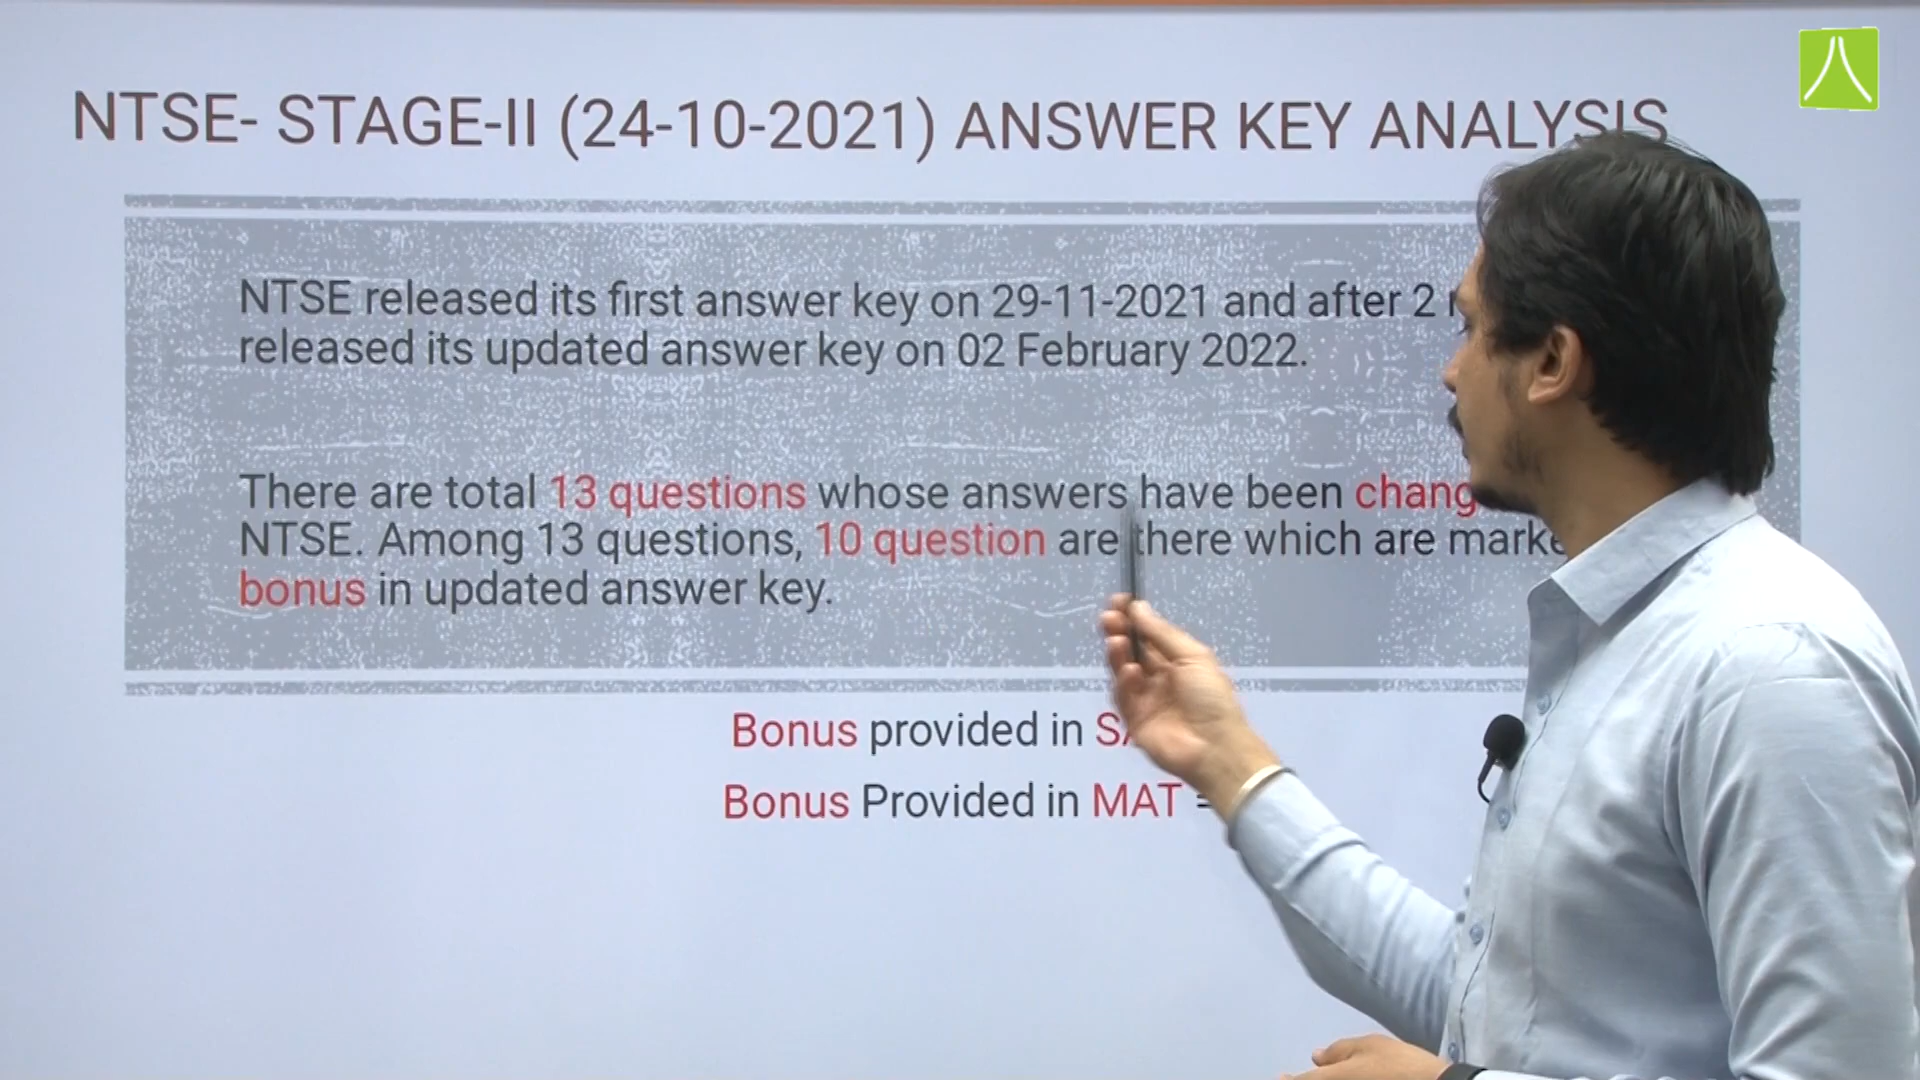 NTSE- STAGE-II (24-10-2021) ANSWER KEY ANALYSIS
NTSE released its first answer key on 29-11-2021 and after 2
released its updated answer key on 02 February 2022.
There are total 13 questions whose answers have been
NTSE. Among 13 questions, 10 question are there which are
bonus in updated answer key.
Bonus provided in
Bonus Provided in MAT =